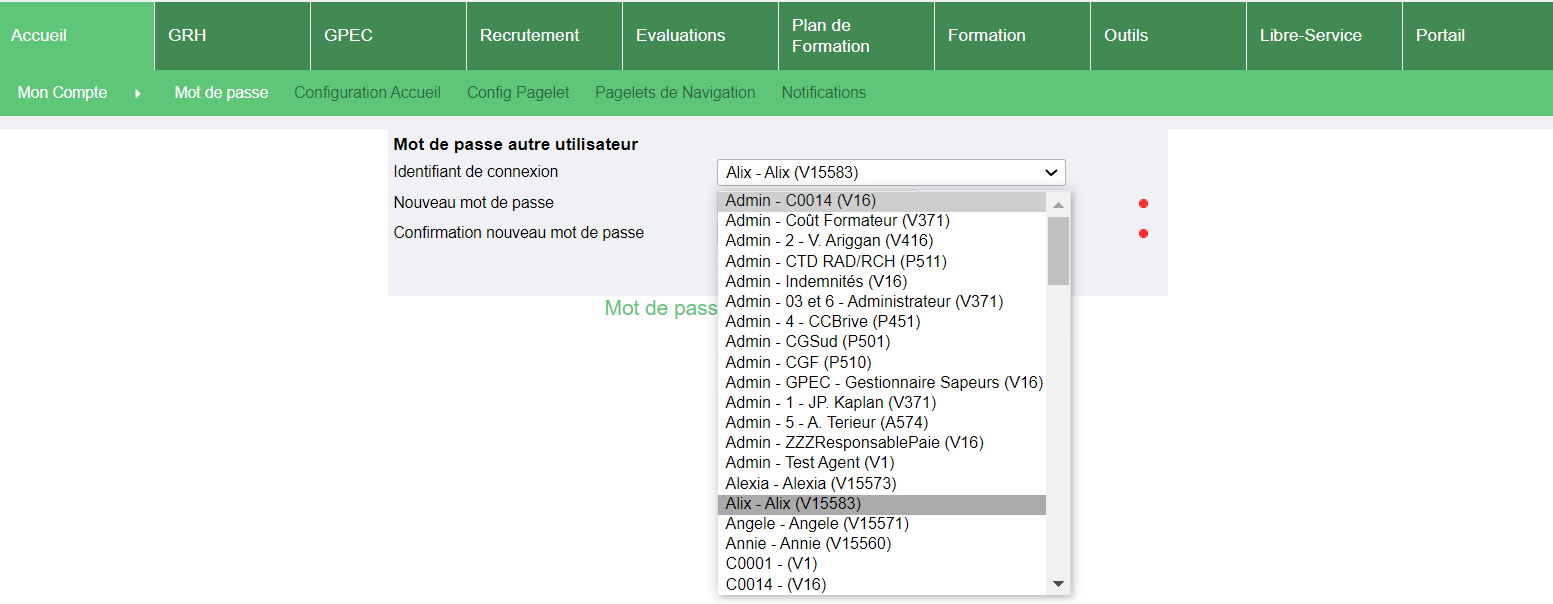 Accueil
GRH
GPEC
Recrutement
Evaluations
Plan de
Formation
Formation
Outils
Libre-Service
Portail
Mon Compte
Mot de passe
Configuration Accueil
Config Pagelet
Pagelets de Navigation
Notifications
Mot de passe autre utilisateur
Identifiant de connexion
Alix - Alix (V15583)
Nouveau mot de passe
Confirmation nouveau mot de passe
Mot de pass
Admin - C0014 (V16)
Admin - Coût Formateur (V371)
Admin - 2 - V. Ariggan (V416)
Admin - CTD RAD/RCH (P511)
Admin - Indemnités (V16)
Admin - 03 et 6 - Administrateur (V371)
Admin - 4 - CCBrive (P451)
Admin - CGSud (P501)
Admin - CGF (P510)
Admin - GPEC - Gestionnaire Sapeurs (V16)
Admin - 1 - JP. Kaplan (V371)
Admin - 5 - A. Terieur (A574)
Admin - ZZZResponsablePaie (V16)
Admin - Test Agent (V1)
Alexia - Alexia (V15573)
Alix - Alix (V15583)
Angele - Angele (V15571)
Annie - Annie (V15560)
C0001 - (V1)
C0014 - (V16)